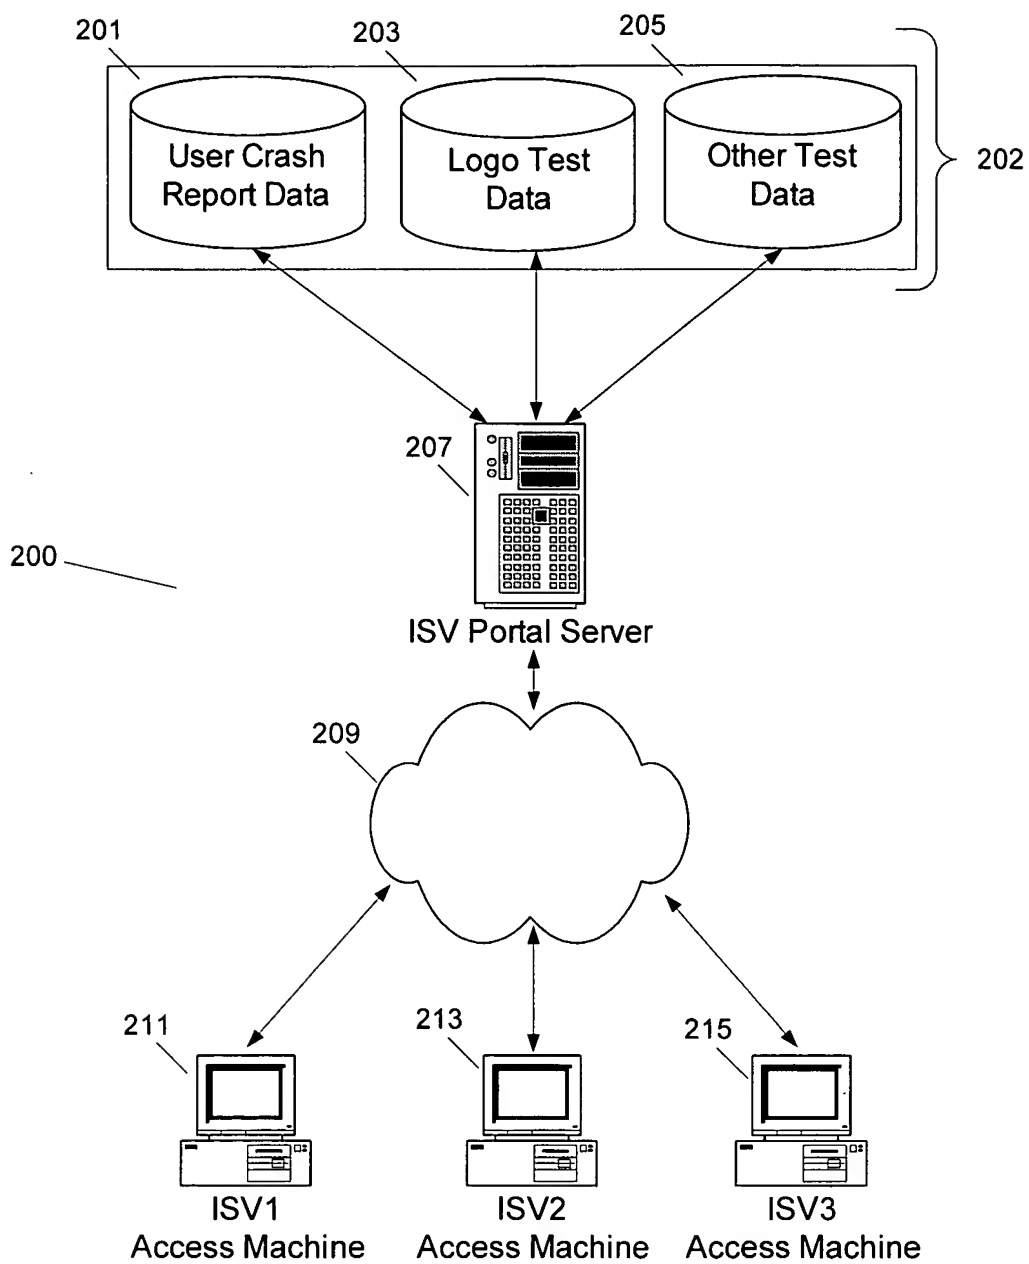 201
203
205
User Crash
Report Data
Logo Test
Data
Other Test
Data
202
207
200
ISV Portal Server
209
211
213
215
ISV1
Access Machine
ISV2
Access Machine
ISV3
Access Machine